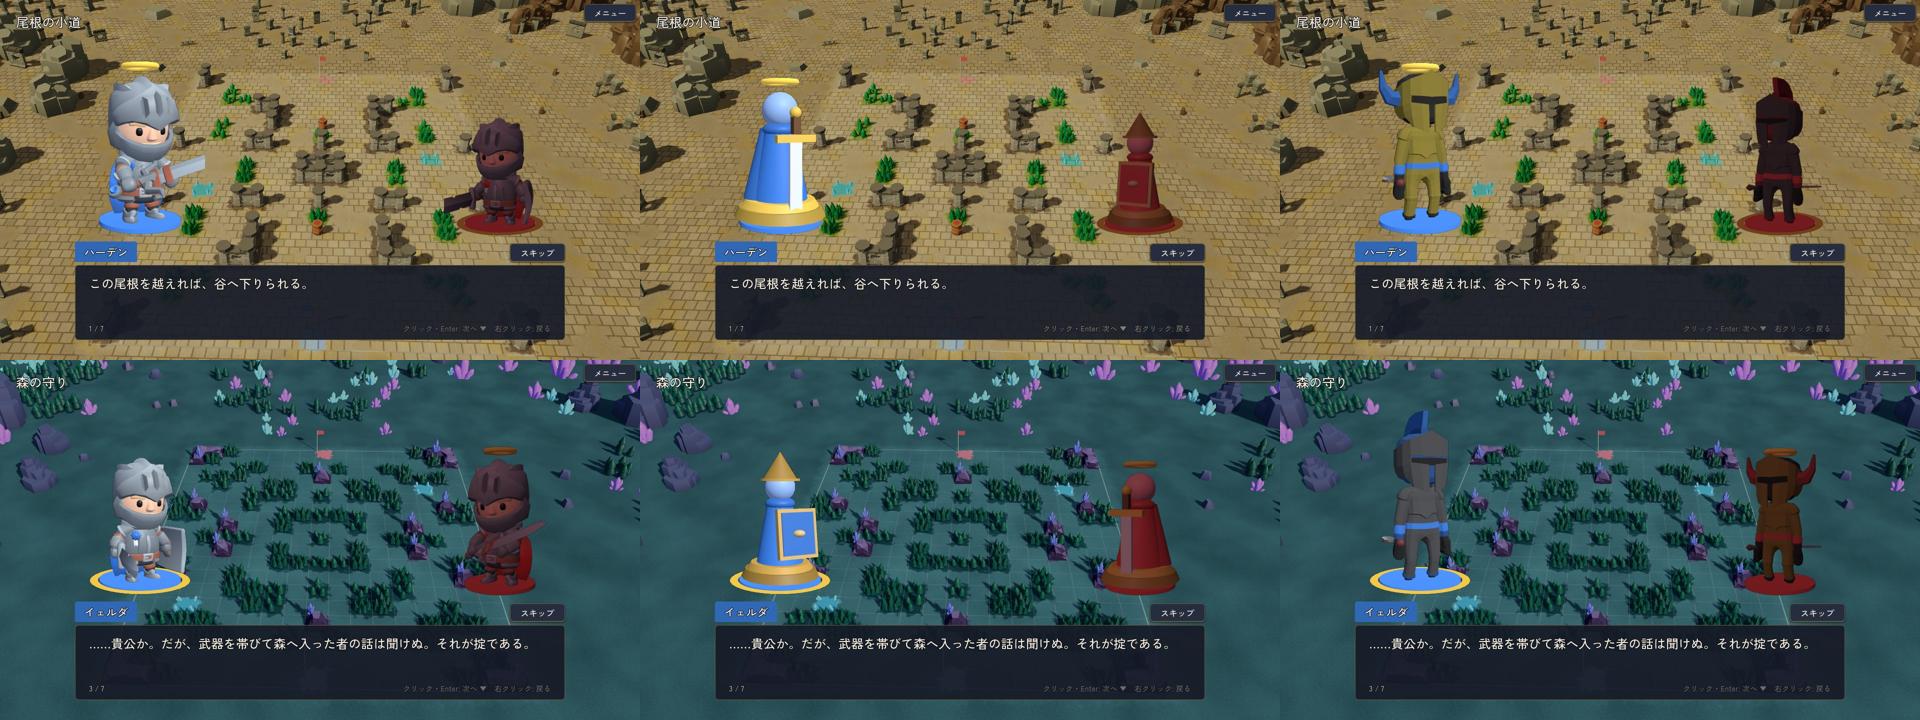 尾根の小道
メニュー
ハーデン
スキップ
この尾根を越えれば、谷へ下りられる。
1 / 7
クリック・Enter: 次へ ▼ 右クリック: 戻る
尾根の小道
メニュー
ハーデン
スキップ
この尾根を越えれば、谷へ下りられる。
1 / 7
クリック・Enter: 次へ ▼ 右クリック: 戻る
尾根の小道
メニュー
ハーデン
スキップ
この尾根を越えれば、谷へ下りられる。
1 / 7
クリック・Enter: 次へ ▼ 右クリック: 戻る
森の守り
メニュー
イェルダ
スキップ
……貴公か。だが、武器を帯びて森へ入った者の話は聞けぬ。それが掟である。
3 / 7
クリック・Enter: 次へ ▼ 右クリック: 戻る
森の守り
メニュー
イェルダ
スキップ
……貴公か。だが、武器を帯びて森へ入った者の話は聞けぬ。それが掟である。
3 / 7
クリック・Enter: 次へ ▼ 右クリック: 戻る
森の守り
メニュー
イェルダ
スキップ
……貴公か。だが、武器を帯びて森へ入った者の話は聞けぬ。それが掟である。
3 / 7
クリック・Enter: 次へ ▼ 右クリック: 戻る